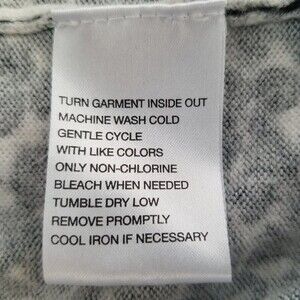 TURN GARMENT INSIDE OUT
MACHINE WASH COLD
GENTLE CYCLE
WITH LIKE COLORS
ONLY NON-CHLORINE
BLEACH WHEN NEEDED
TUMBLE DRY LOW
REMOVE PROMPTLY
COOL IRON IF NECESSARY